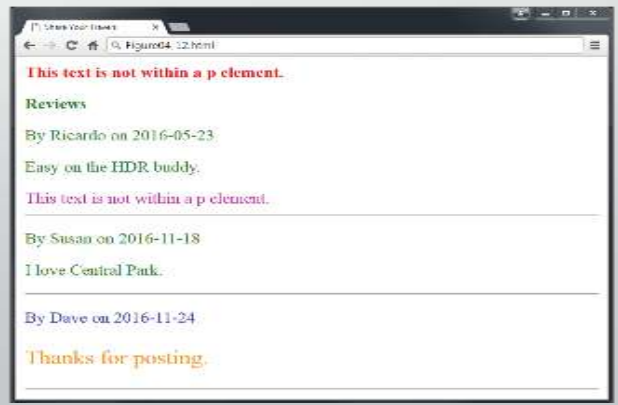 Share Your Travels
Figure04-12.html
This text is not within a p element.
Reviews
By Ricardo on 2016-05-23
Easy on the HDR buddy.
This text is not within a p element.
By Susan on 2016-11-18
I love Central Park.
By Dave on 2016-11-24
Thanks for posting.